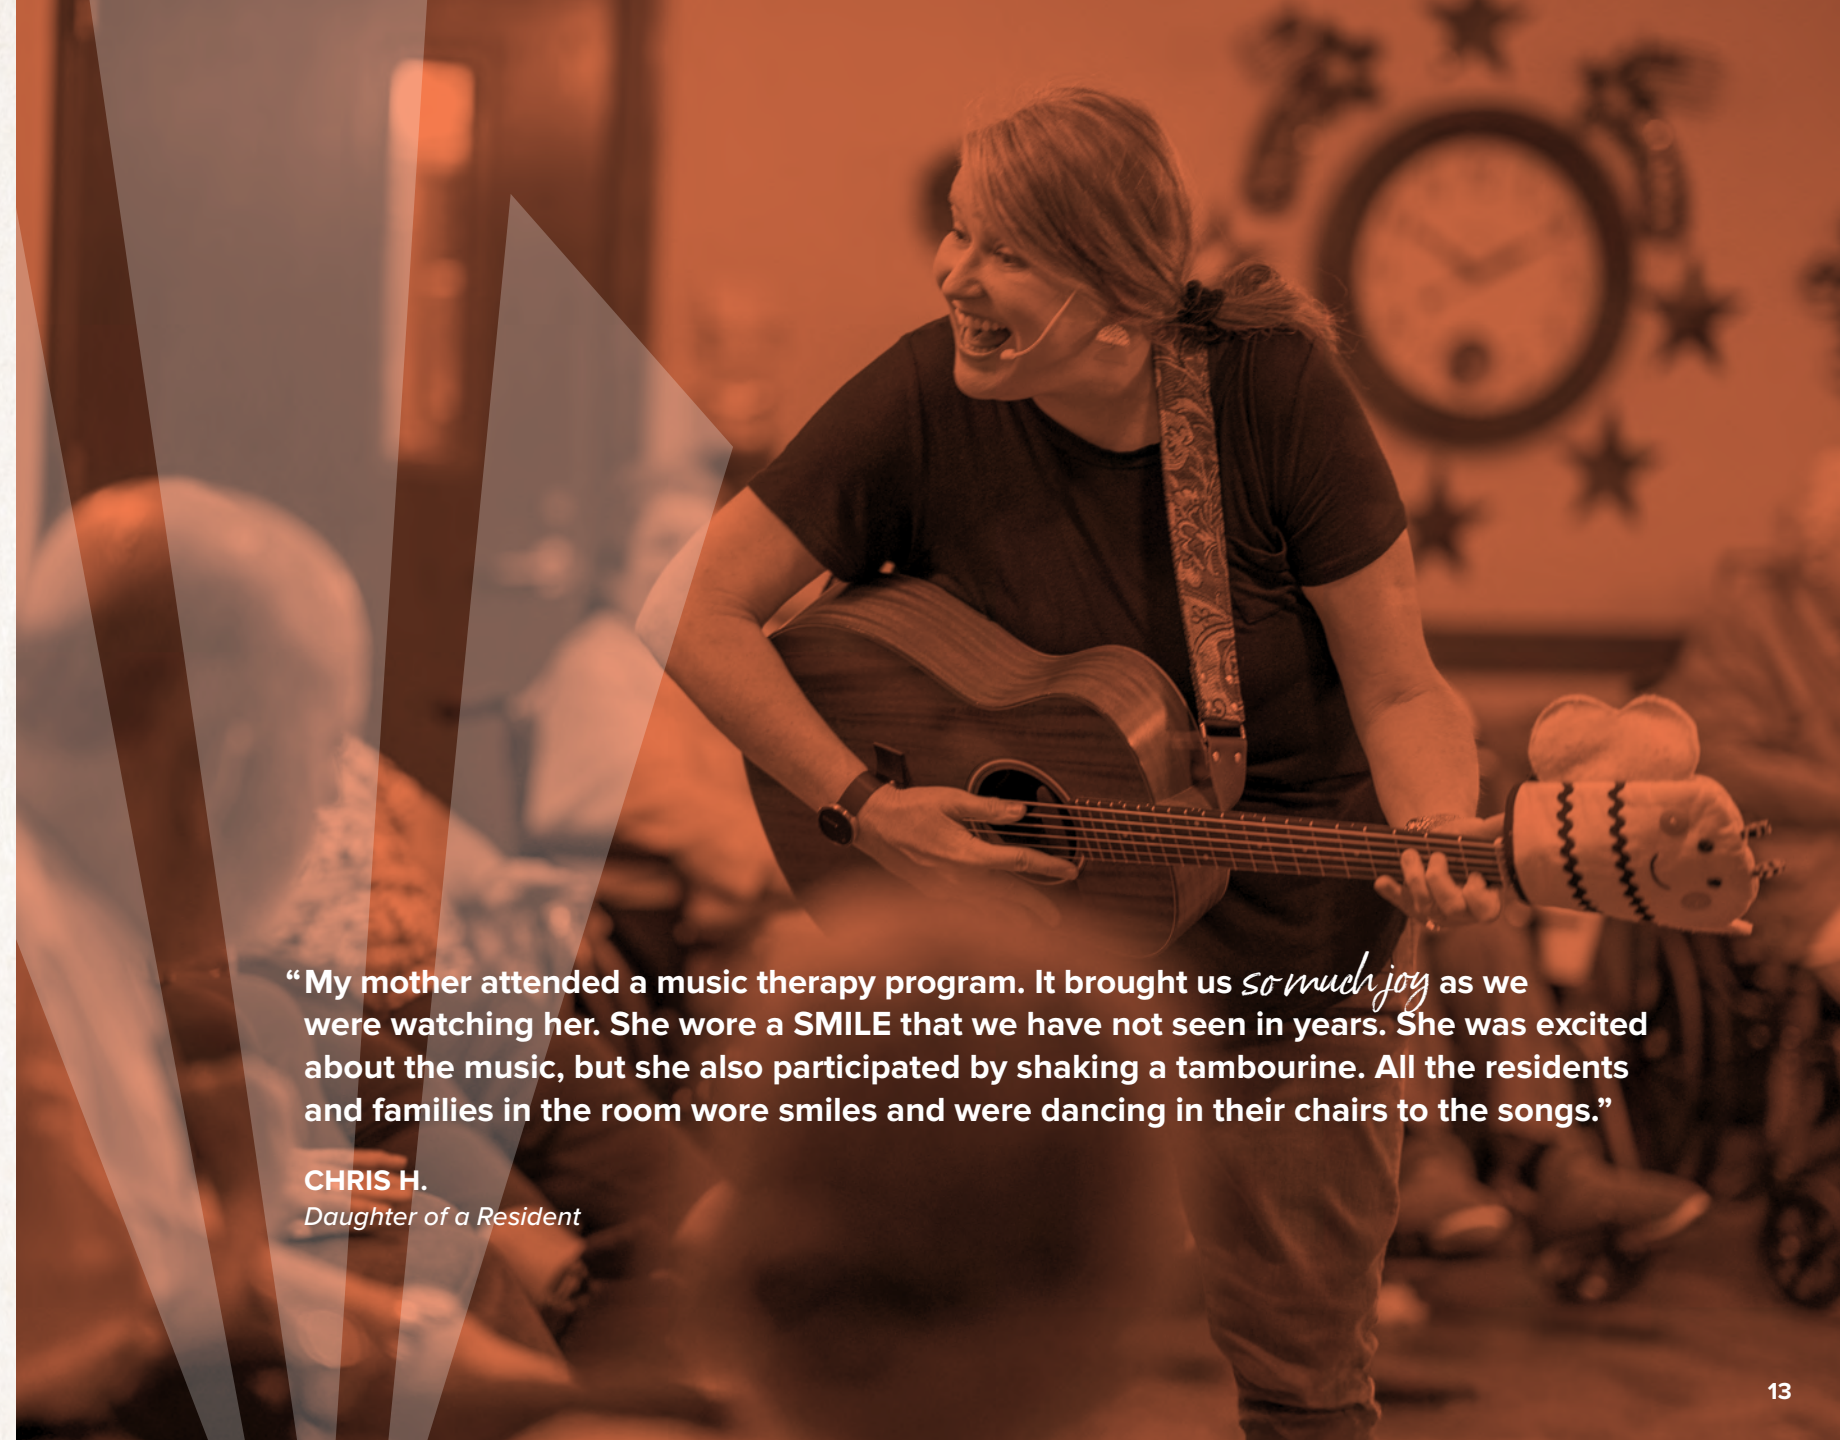 “My mother attended a music therapy program. It brought us so much joy as we
were watching her. She wore a SMILE that we have not seen in years. She was excited
about the music, but she also participated by shaking a tambourine. All the residents
and families in the room wore smiles and were dancing in their chairs to the songs.”
CHRIS H.
Daughter of a Resident
13